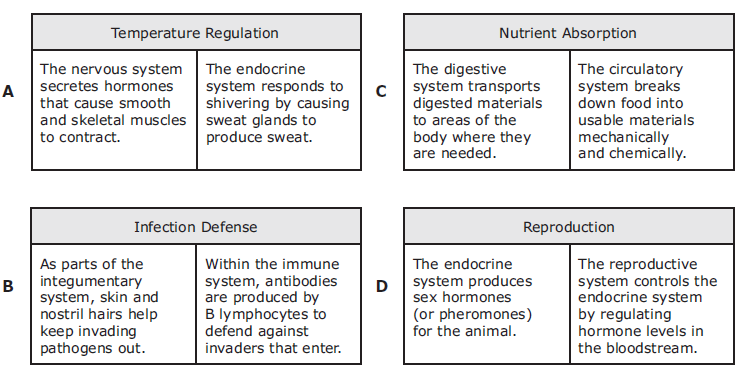 A
Temperature Regulation
The nervous system
secretes hormones
that cause smooth
and skeletal muscles
to contract.
The endocrine
system responds to
shivering by causing
sweat glands to
produce sweat.
B
Infection Defense
As parts of the
integumentary
system, skin and
nostril hairs help
keep invading
pathogens out.
Within the immune
system, antibodies
are produced by
B lymphocytes to
defend against
invaders that enter.
C
Nutrient Absorption
The digestive
system transports
digested materials
to areas of the
body where they
are needed.
The circulatory
system breaks
down food into
usable materials
mechanically
and chemically.
D
Reproduction
The endocrine
system produces
sex hormones
(or pheromones)
for the animal.
The reproductive
system controls the
endocrine system
by regulating
hormone levels in
the bloodstream.